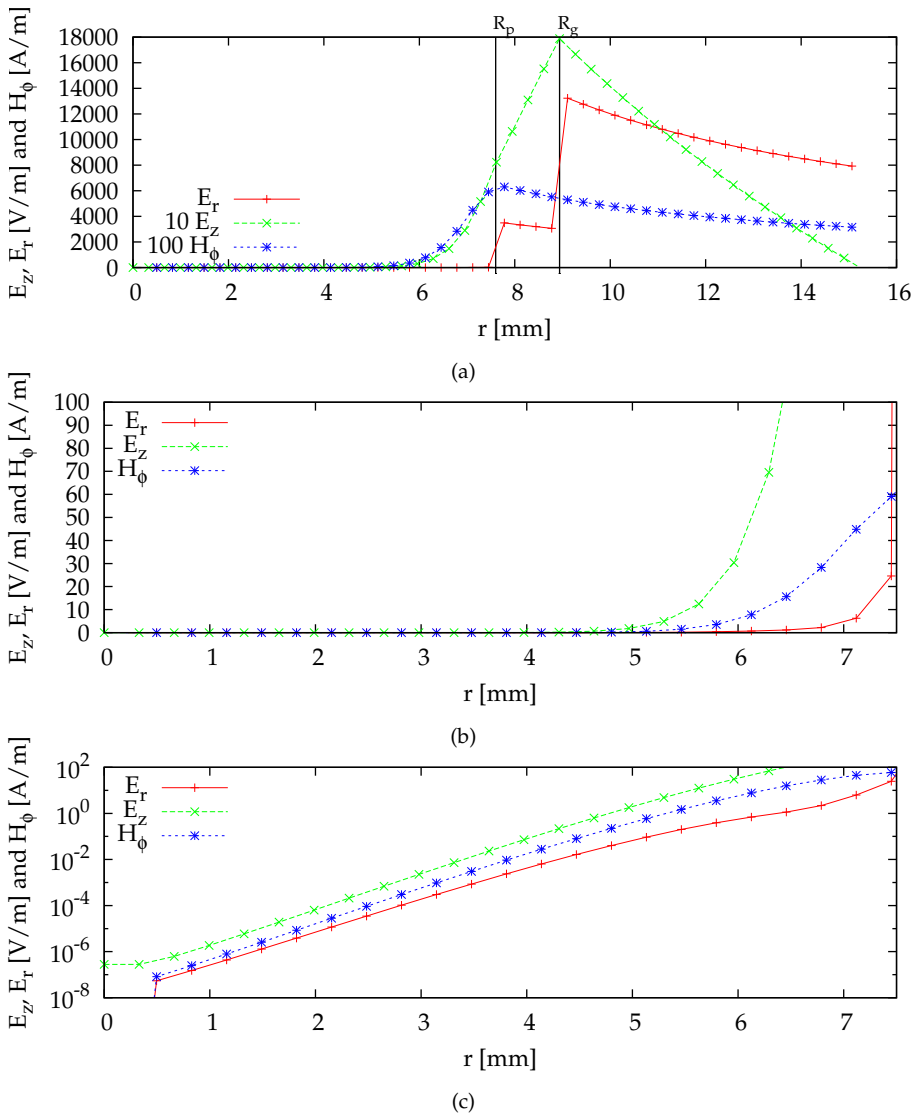 R_p R_g
18000
16000
14000
12000
10000
8000
6000
4000
2000
0
E_z, E_r [V/m] and H_ϕ [A/m]
E_r
10 E_z
100 H_ϕ
0 2 4 6 8 10 12 14 16
r [mm]
(a)
100
90
80
70
60
50
40
30
20
10
0
E_z, E_r [V/m] and H_ϕ [A/m]
E_r
E_z
H_ϕ
0 1 2 3 4 5 6 7
r [mm]
(b)
10^2
10^0
10^-2
10^-4
10^-6
10^-8
E_z, E_r [V/m] and H_ϕ [A/m]
E_r
E_z
H_ϕ
0 1 2 3 4 5 6 7
r [mm]
(c)